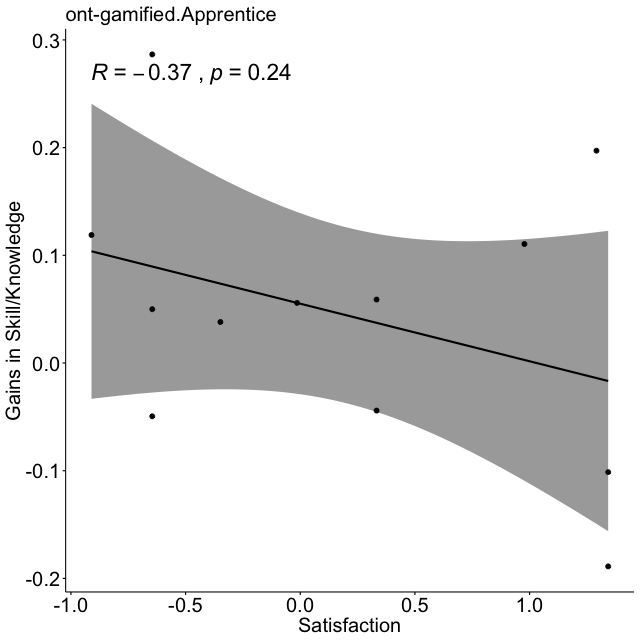 ont-gamified.Apprentice
R = −0.37 , p = 0.24
0.3
0.2
0.1
0.0
-0.1
-0.2
Gains in Skill/Knowledge
-1.0 -0.5 0.0 0.5 1.0
Satisfaction